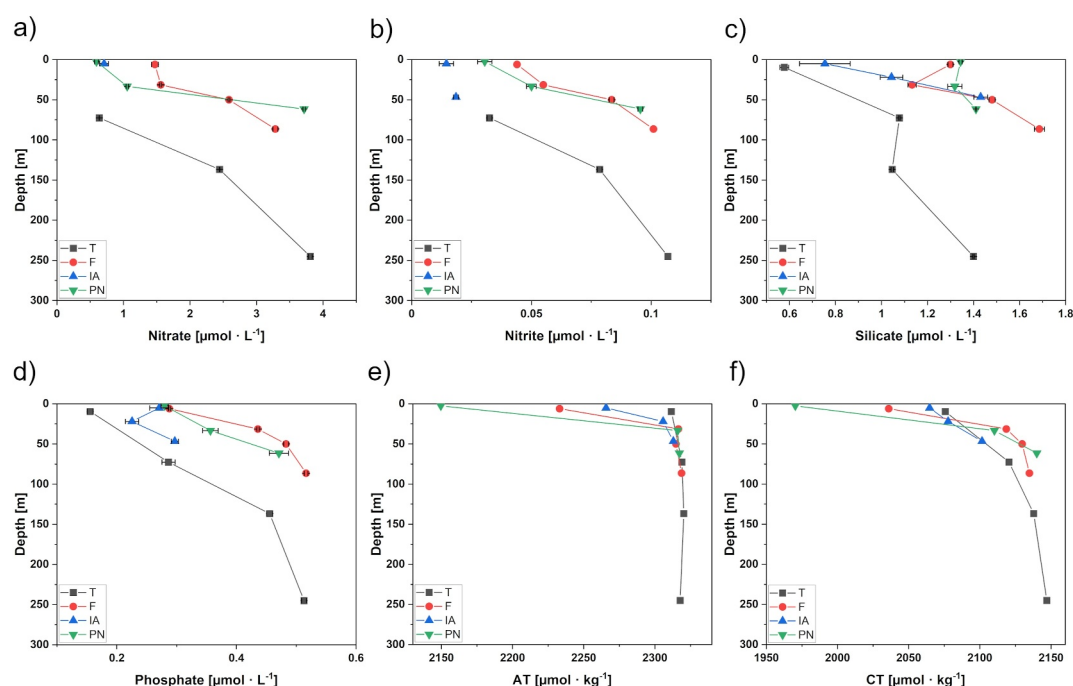 a)
b)
c)
0
50
100
150
200
250
300
Depth [m]
T
F
IA
PN
0
1
2
3
4
Nitrate [µmol · L-1]
0
50
100
150
200
250
300
Depth [m]
T
F
IA
PN
0
0.05
0.1
Nitrite [µmol · L-1]
0
50
100
150
200
250
300
Depth [m]
T
F
IA
PN
0.6
0.8
1
1.2
1.4
1.6
1.8
Silicate [µmol · L-1]
d)
e)
f)
0
50
100
150
200
250
300
Depth [m]
T
F
IA
PN
0.2
0.4
0.6
Phosphate [µmol · L-1]
0
50
100
150
200
250
300
Depth [m]
T
F
IA
PN
2150
2200
2250
2300
AT [µmol · kg-1]
0
50
100
150
200
250
300
Depth [m]
T
F
IA
PN
1950
2000
2050
2100
2150
CT [µmol · kg-1]